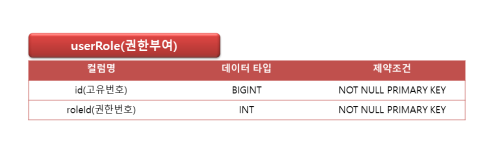 userRole(권한부여)
컬럼명 데이터 타입 제약조건
id(고유번호) BIGINT NOT NULL PRIMARY KEY
roleId(권한번호) INT NOT NULL PRIMARY KEY